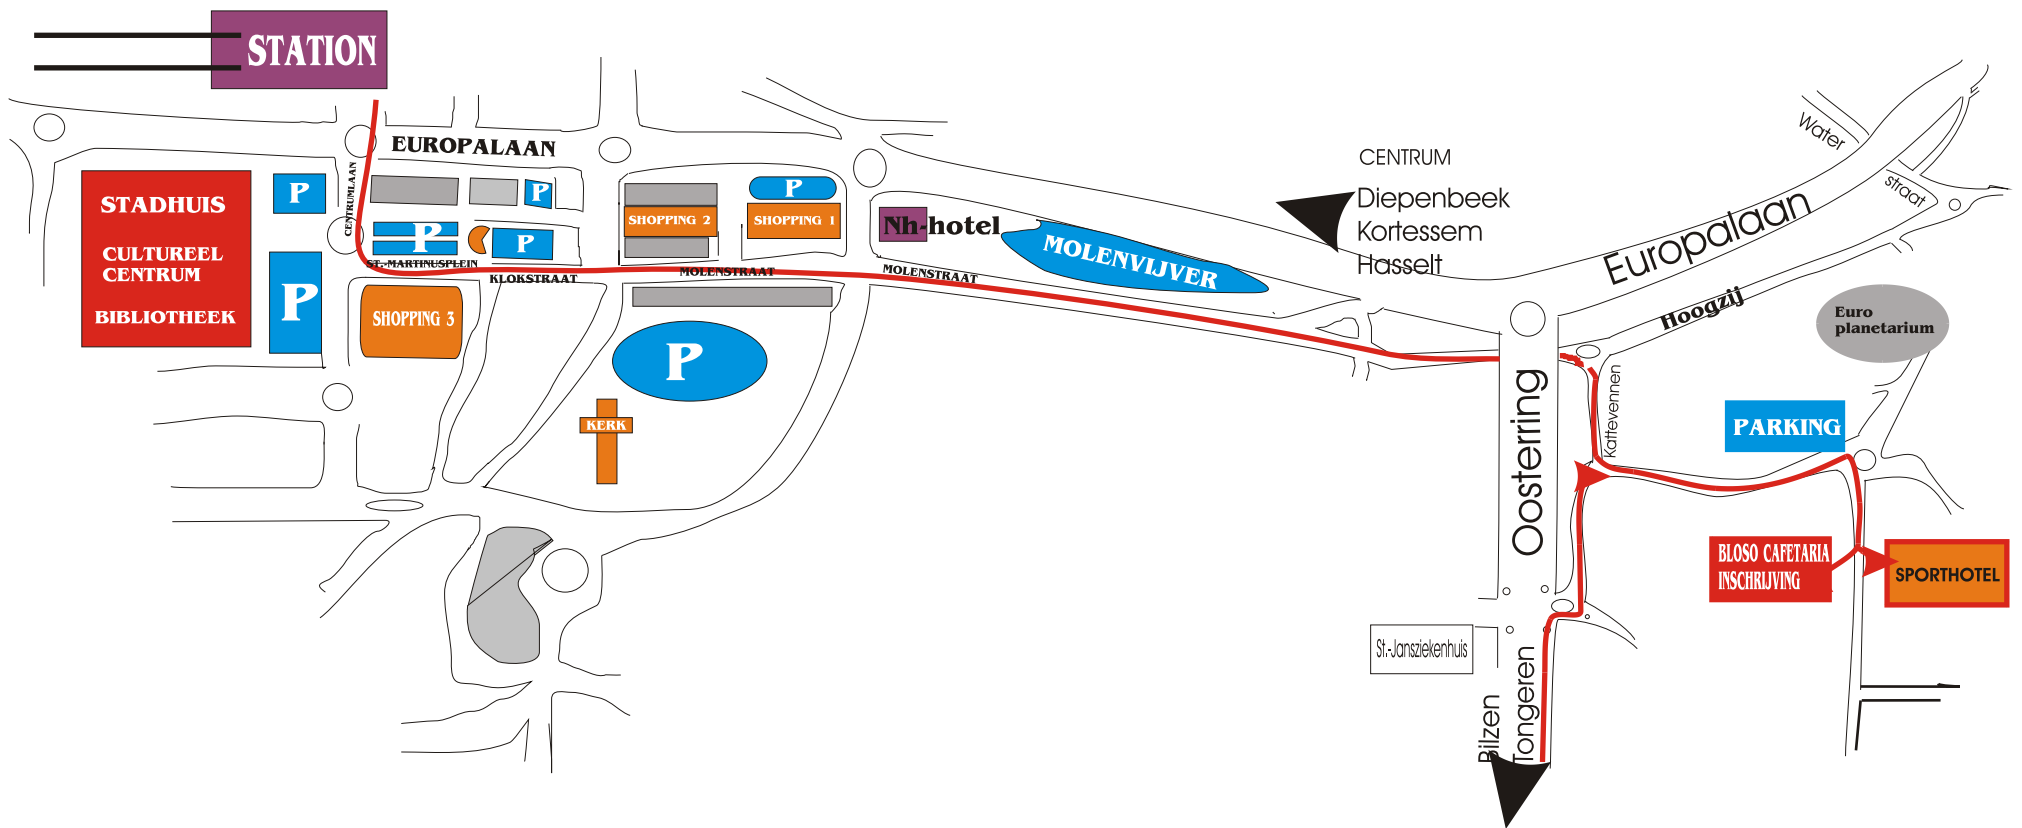 STATION
EUROPALAAN
CENTRUMLAAN
STADHUIS
CULTUREEL
CENTRUM
BIBLIOTHEEK
P
P
P
P
P
ST.-MARTINUSPLEIN
KLOKSTRAAT
SHOPPING 3
SHOPPING 2
P
SHOPPING 1
MOLENSTRAAT
P
KERK
Nh-hotel
MOLENSTRAAT
MOLENVIJVER
CENTRUM
Diepenbeek
Kortessem
Hasselt
Water
straat
Europalaan
Hoogzij
Euro
planetarium
Oosterring
Kattevennen
PARKING
BLOSO CAFETARIA
INSCHRIJVING
SPORTHOTEL
St.-Jansziekenhuis
Bilzen
Tongeren